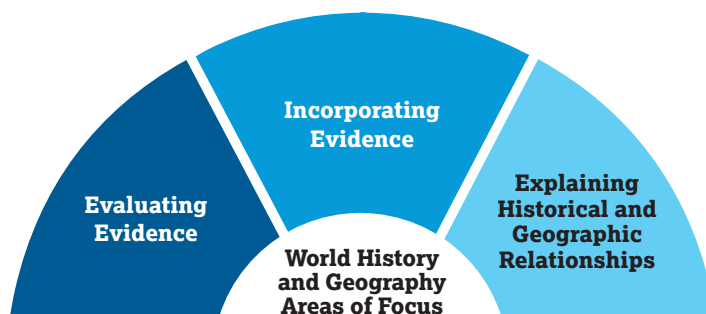 Incorporating
Evidence
Evaluating
Evidence
Explaining
Historical and
Geographic
Relationships
World History
and Geography
Areas of Focus